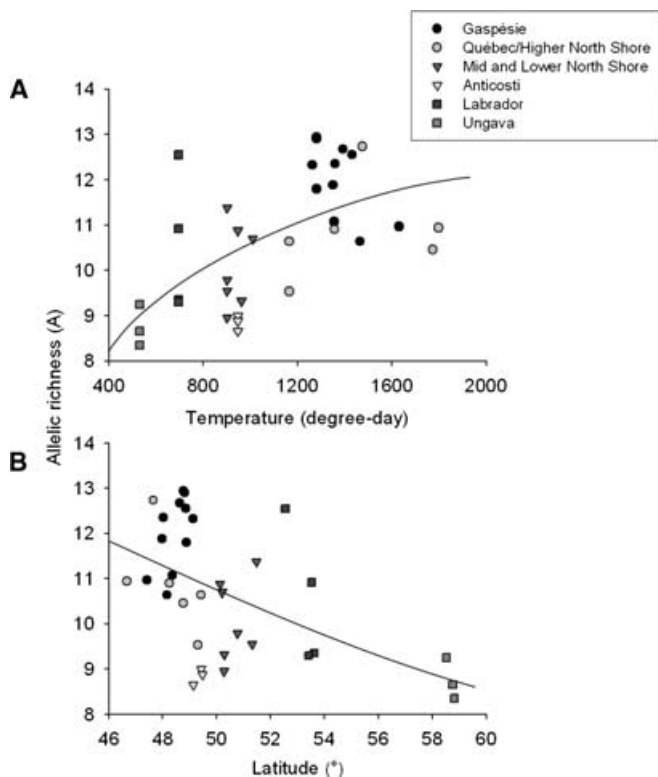 Gaspésie
Québec/Higher North Shore
Mid and Lower North Shore
Anticosti
Labrador
Ungava
A
14
13
12
11
10
9
8
400 800 1200 1600 2000
Temperature (degree-day)
Allelic richness (A)
B
14
13
12
11
10
9
8
46 48 50 52 54 56 58 60
Latitude (°)